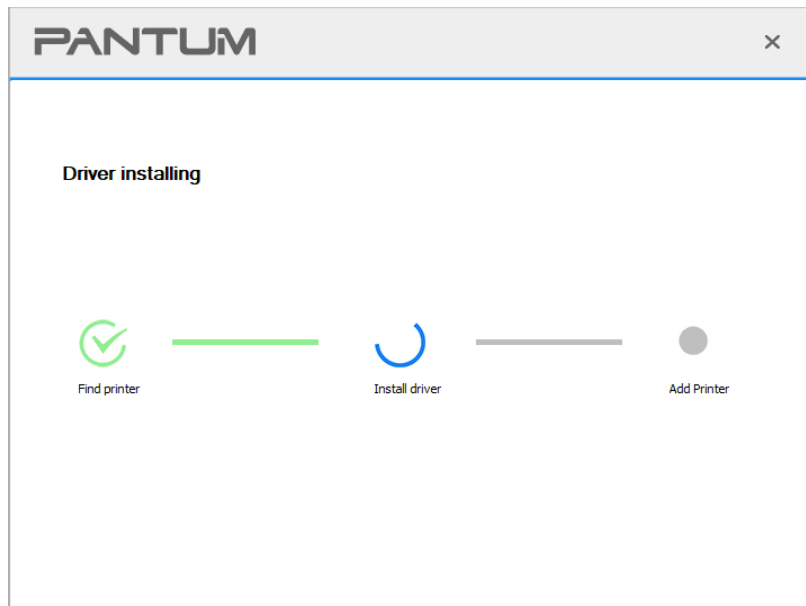 PANTUM
Driver installing
Find printer
Install driver
Add Printer